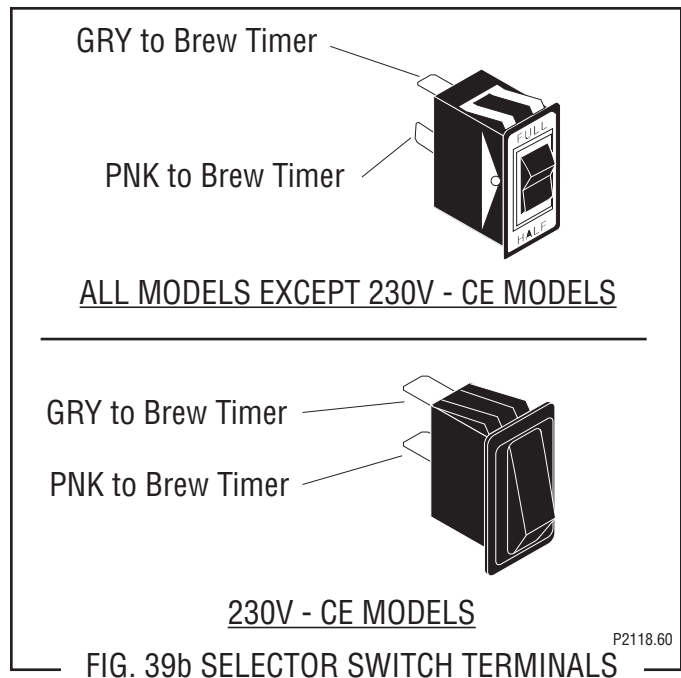 GRY to Brew Timer
FULL
PNK to Brew Timer
HALF
ALL MODELS EXCEPT 230V - CE MODELS
GRY to Brew Timer
PNK to Brew Timer
230V - CE MODELS
P2118.60
FIG. 39b SELECTOR SWITCH TERMINALS